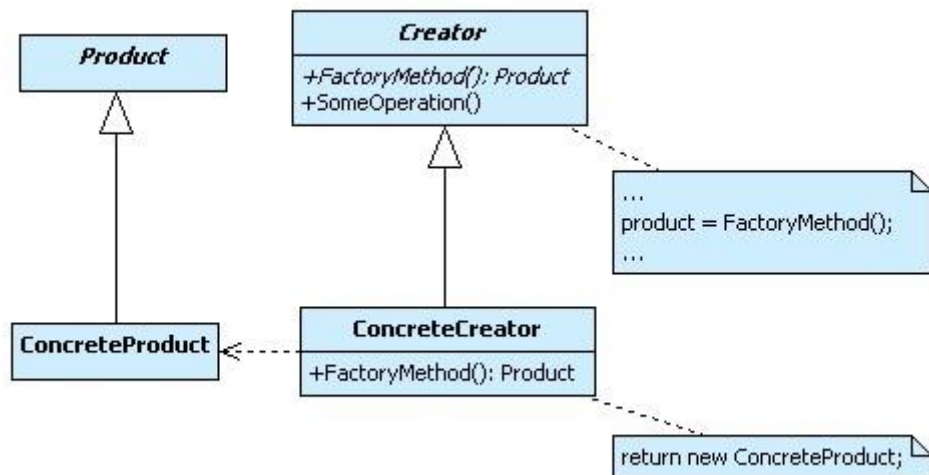 Product
Creator
+FactoryMethod(): Product
+SomeOperation()
...
product = FactoryMethod();
...
ConcreteProduct
ConcreteCreator
+FactoryMethod(): Product
return new ConcreteProduct;